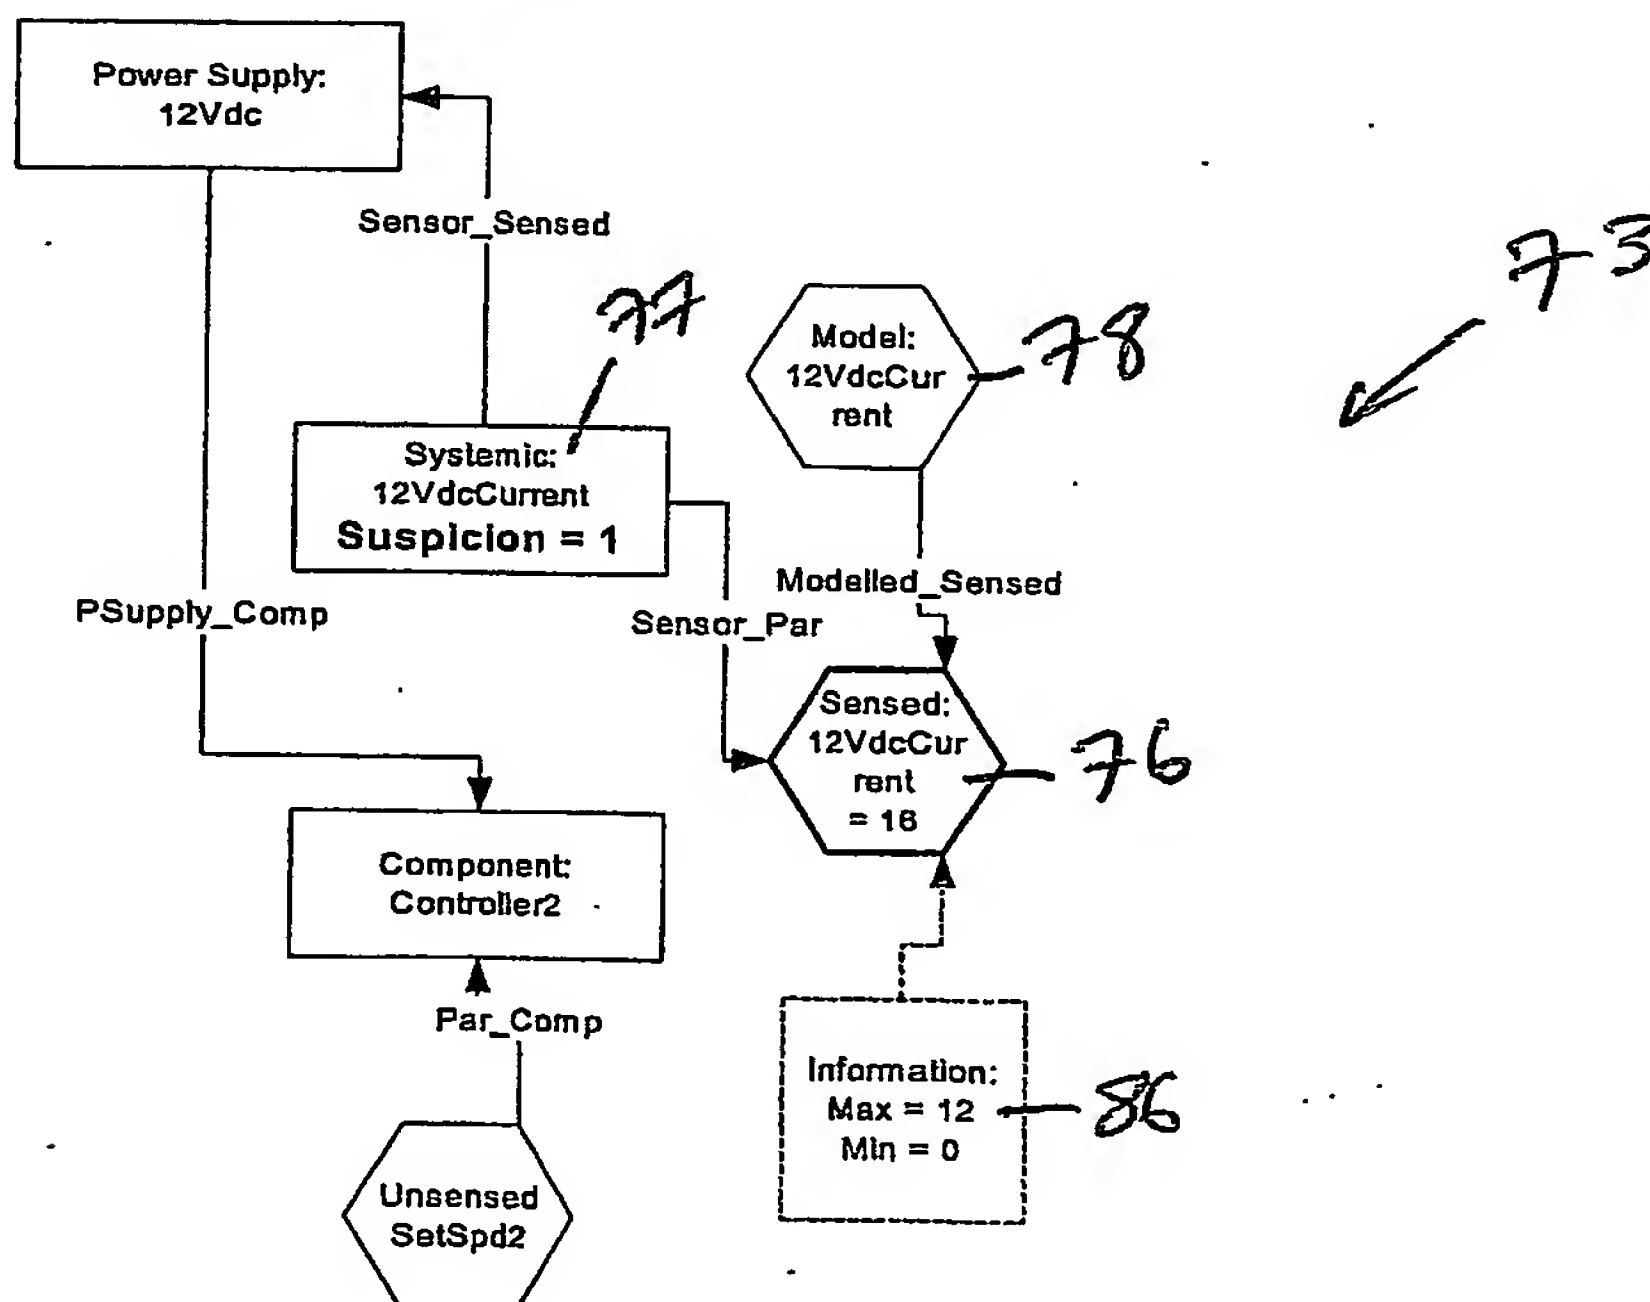 Power Supply:
12Vdc
Sensor_Sensed
77
73
Model:
12VdcCur
rent
78
Systemic:
12VdcCurrent
Suspicion = 1
Modelled_Sensed
PSupply_Comp
Sensor_Par
Sensed:
12VdcCur
rent
= 16
76
Component:
Controller2
Par_Comp
Information:
Max = 12
Min = 0
86
Unsensed
SetSpd2